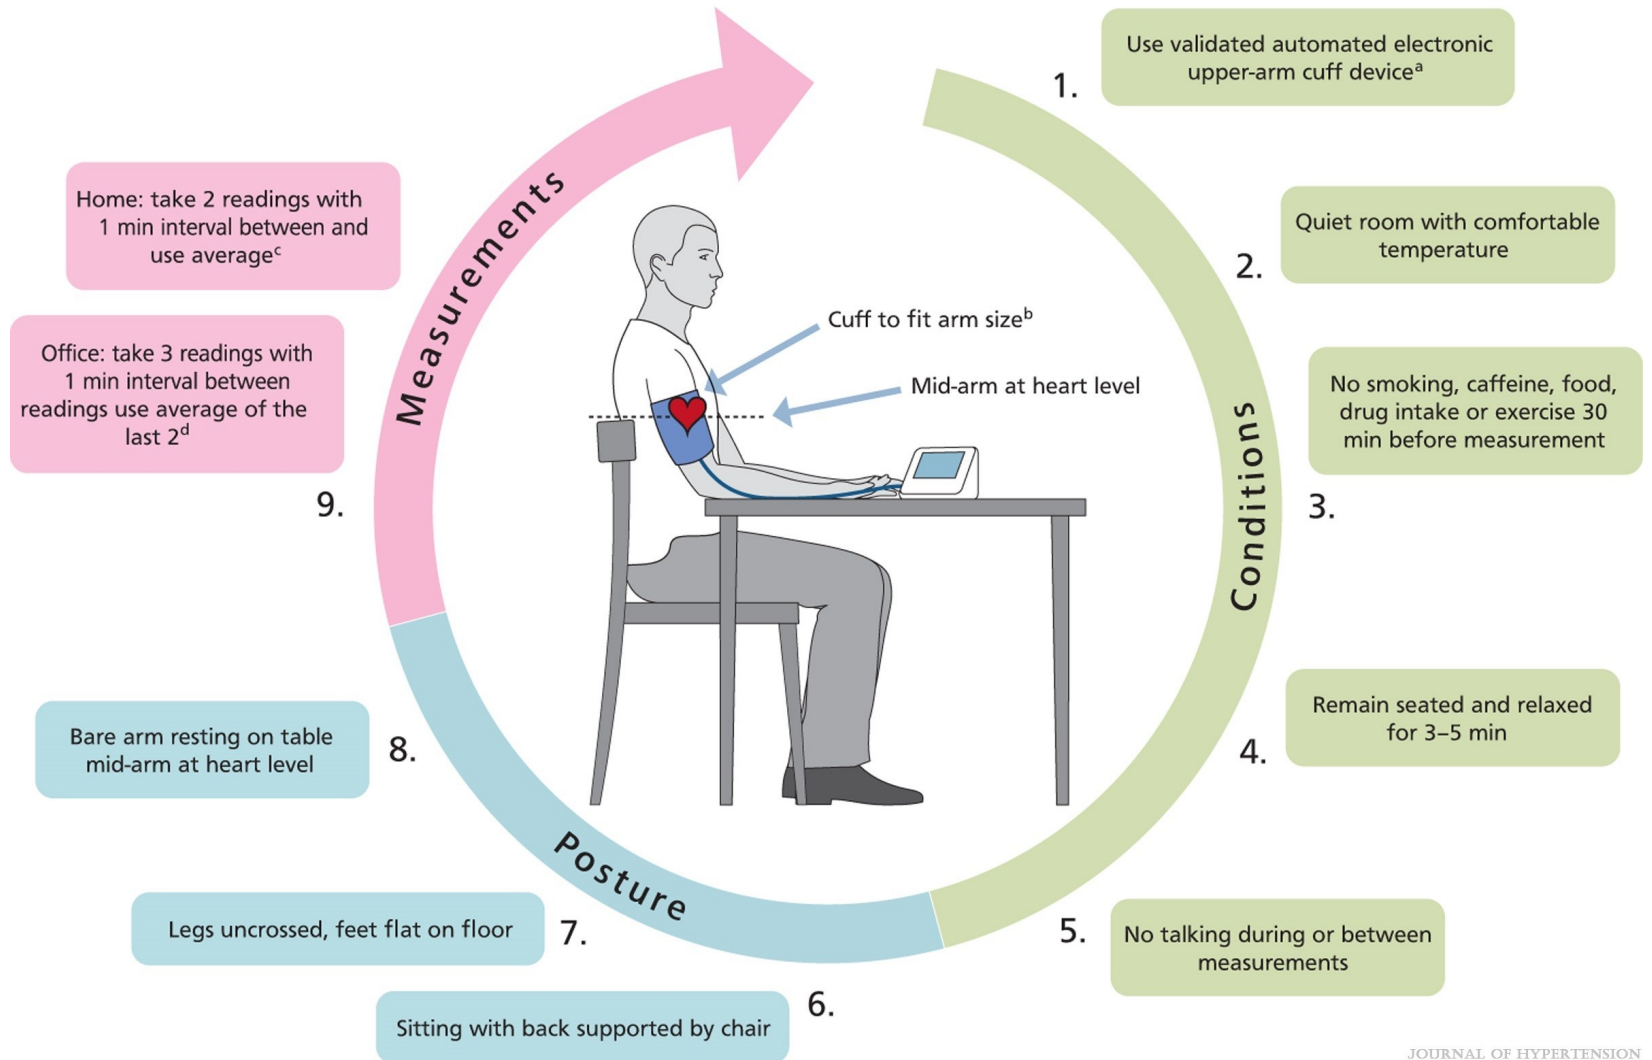 1.
Use validated automated electronic
upper-arm cuff deviceᵃ
2.
Quiet room with comfortable
temperature
3.
No smoking, caffeine, food,
drug intake or exercise 30
min before measurement
Conditions
4.
Remain seated and relaxed
for 3–5 min
5.
No talking during or between
measurements
6.
Sitting with back supported by chair
Posture
7.
Legs uncrossed, feet flat on floor
8.
Bare arm resting on table
mid-arm at heart level
9.
Measurements
Home: take 2 readings with
1 min interval between and
use averageᶜ
Office: take 3 readings with
1 min interval between
readings use average of the
last 2ᵈ
Cuff to fit arm sizeᵇ
Mid-arm at heart level
JOURNAL OF HYPERTENSION